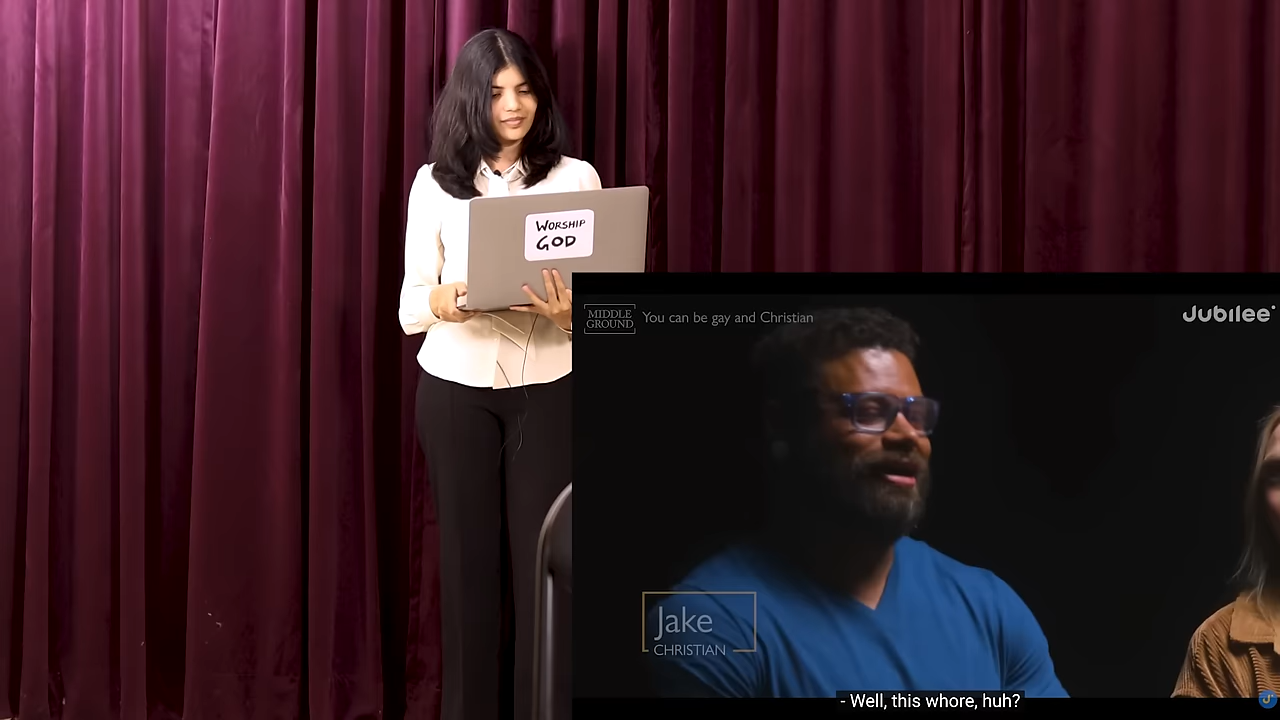 WORSHIP
GOD
MIDDLE
GROUND
You can be gay and Christian
Jubilee
Jake
CHRISTIAN
- Well, this whore, huh?